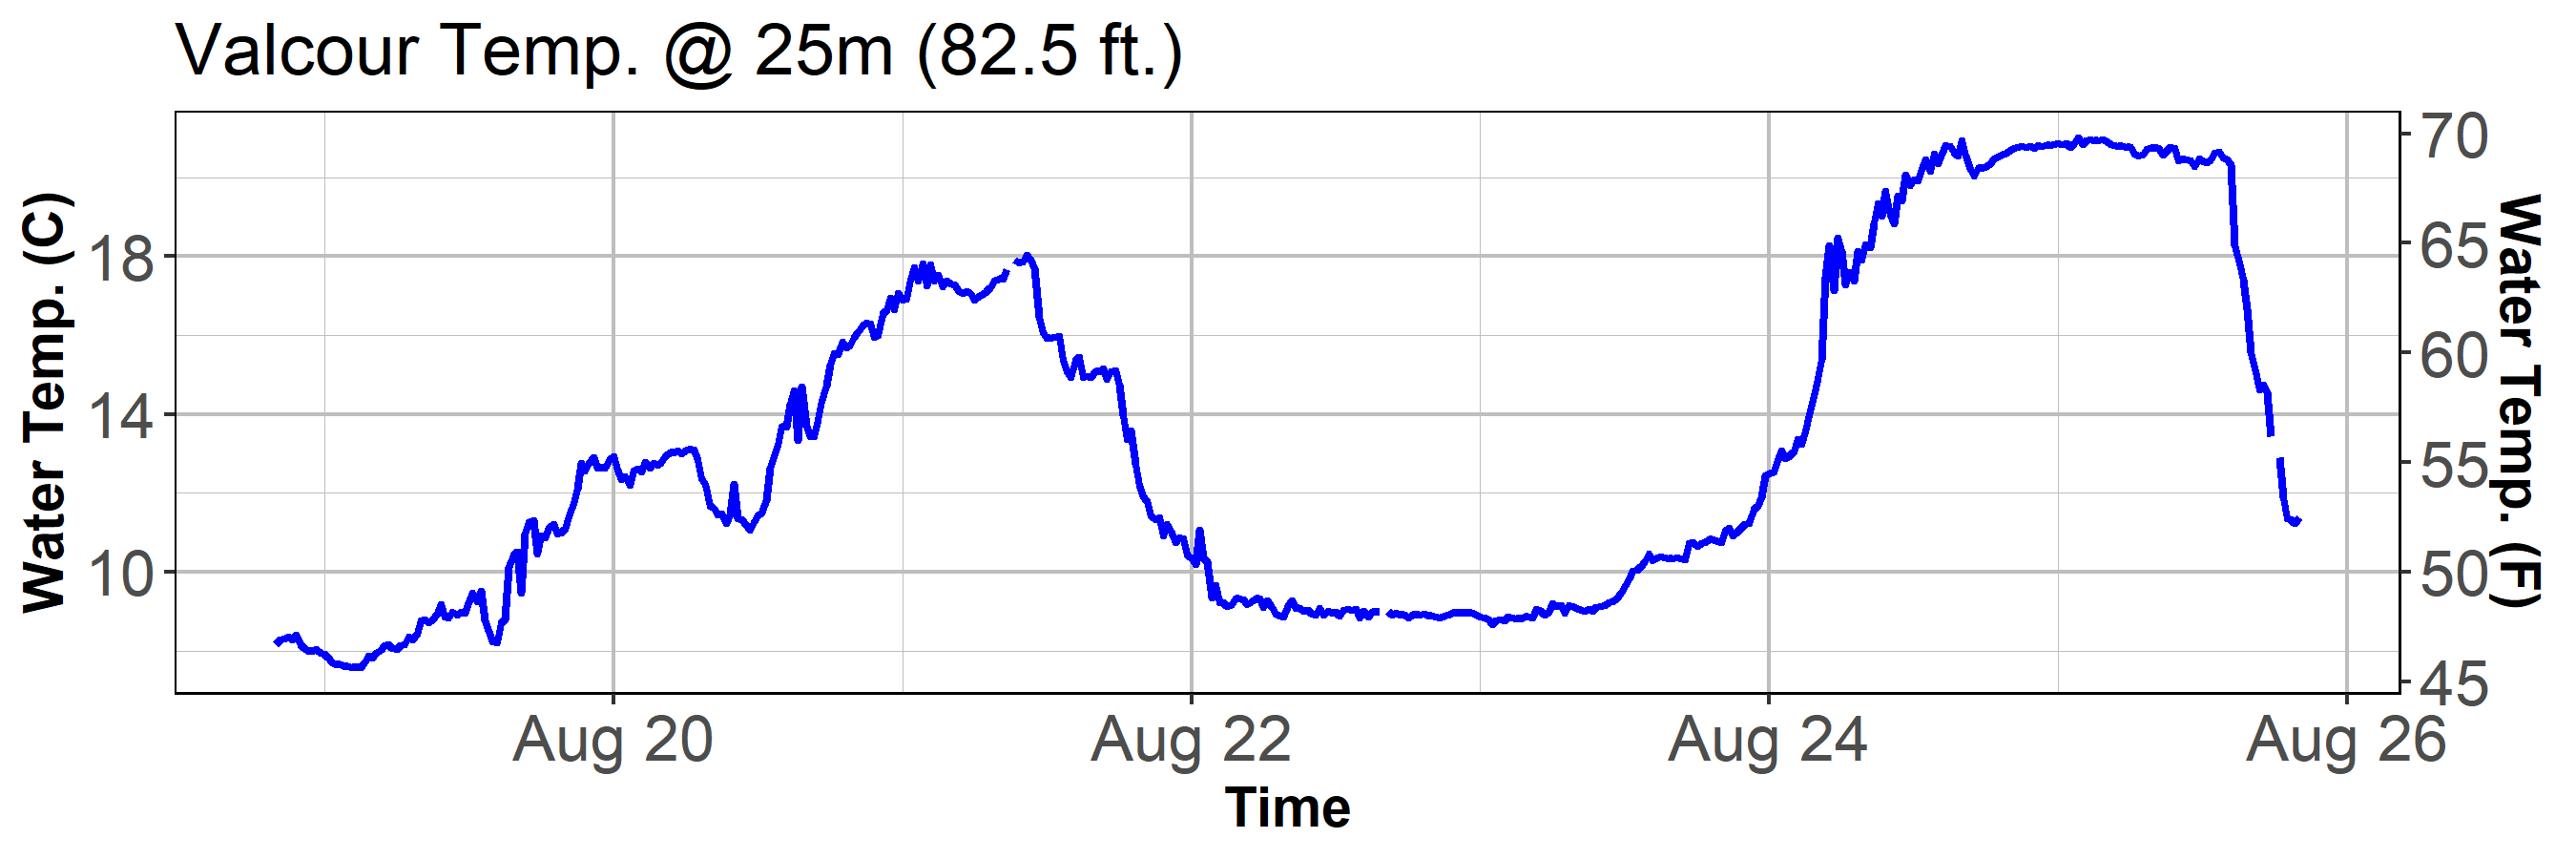 Valcour Temp. @ 25m (82.5 ft.)
Water Temp. (C)
18
14
10
70
65
60
55
50
45
Water Temp. (F)
Aug 20 Aug 22 Aug 24 Aug 26
Time